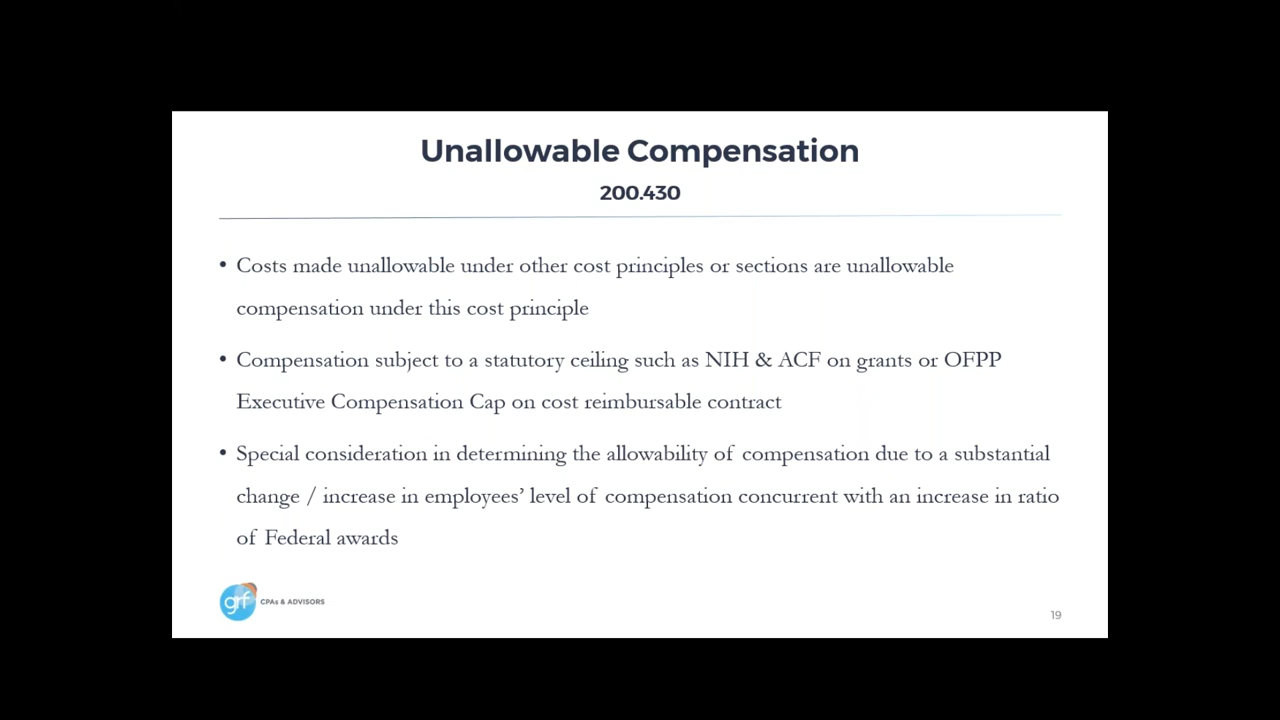 Unallowable Compensation
200.430
• Costs made unallowable under other cost principles or sections are unallowable
compensation under this cost principle
• Compensation subject to a statutory ceiling such as NIH & ACF on grants or OFPP
Executive Compensation Cap on cost reimbursable contract
• Special consideration in determining the allowability of compensation due to a substantial
change / increase in employees’ level of compensation concurrent with an increase in ratio
of Federal awards
grf CPAs & ADVISORS
19